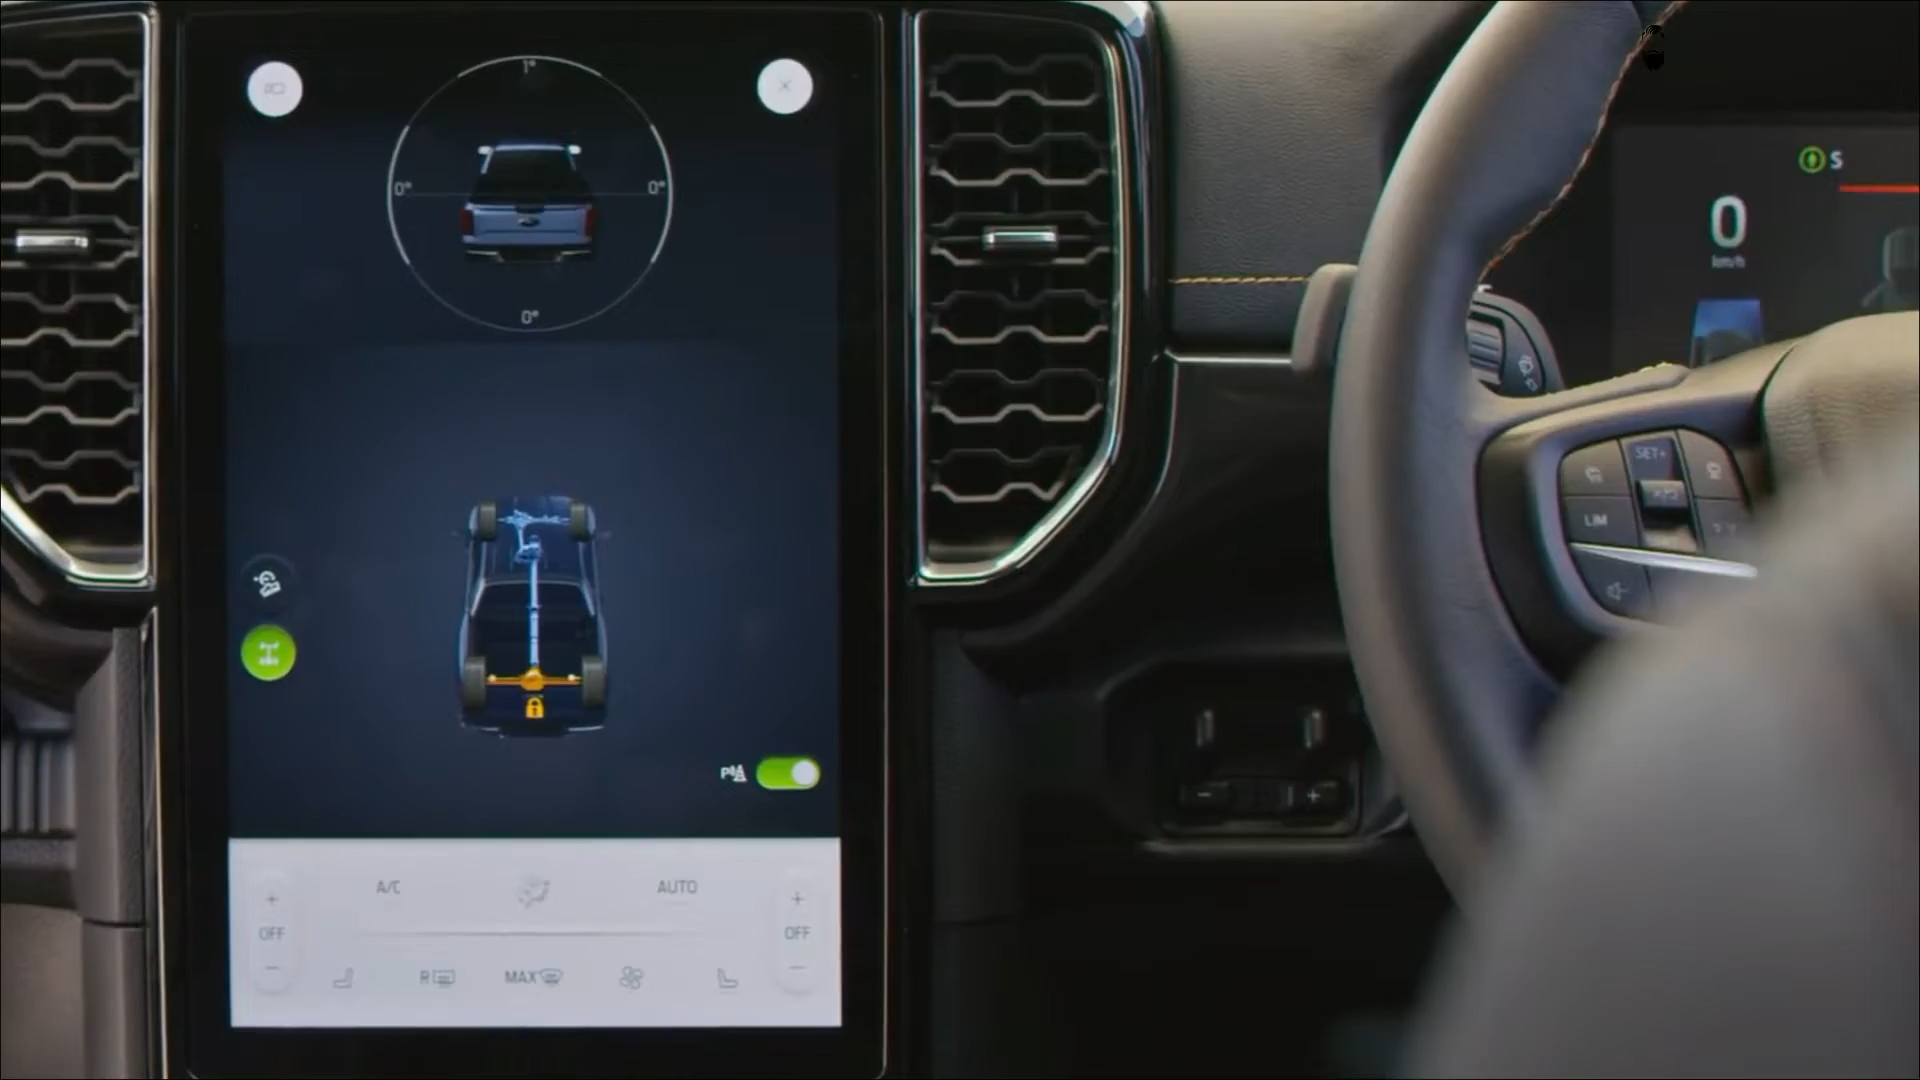 1°
0°
0°
0°
P
A/C
AUTO
+
OFF
−
+
OFF
−
R
MAX
S
0
km/h
SET+
LIM
−
+